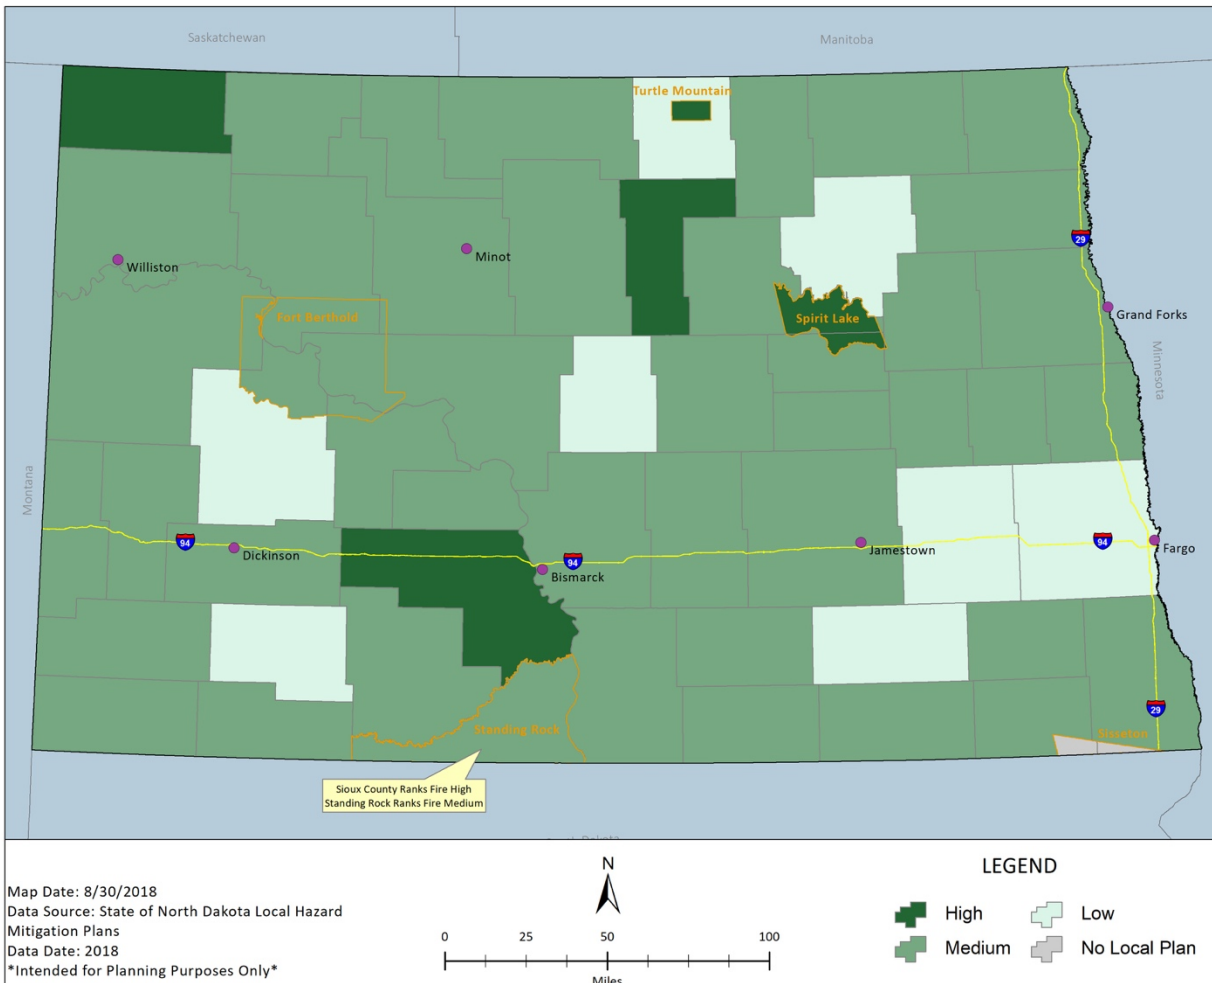 Saskatchewan
Manitoba
Turtle Mountain
29
Minot
Williston
Fort Berthold
Spirit Lake
Grand Forks
Minnesota
Montana
94
Dickinson
94
Bismarck
Jamestown
94
Fargo
29
Standing Rock
Sisseton
Sioux County Ranks Fire High
Standing Rock Ranks Fire Medium
Map Date: 8/30/2018
Data Source: State of North Dakota Local Hazard
Mitigation Plans
Data Date: 2018
*Intended for Planning Purposes Only*
N
0 25 50 100
Miles
LEGEND
High
Low
Medium
No Local Plan